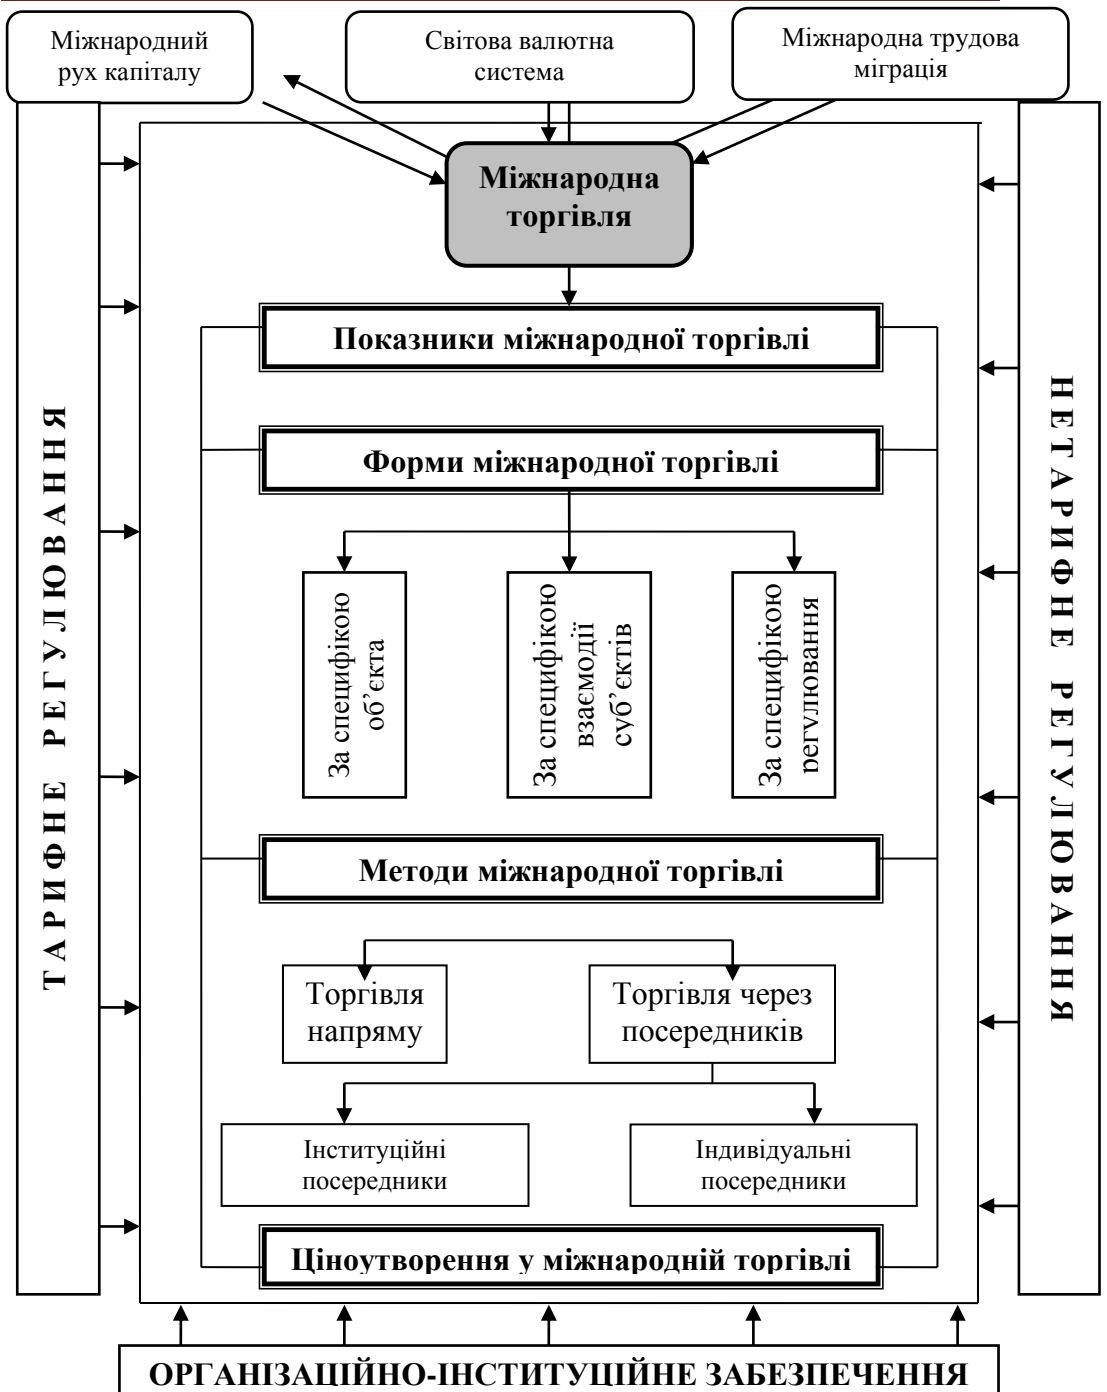 Міжнародний
рух капіталу
Світова валютна
система
Міжнародна трудова
міграція
Міжнародна
торгівля
Показники міжнародної торгівлі
Форми міжнародної торгівлі
За специфікою
об’єкта
За специфікою
взаємодії
суб’єктів
За специфікою
регулювання
Методи міжнародної торгівлі
Торгівля
напряму
Торгівля через
посередників
Інституційні
посередники
Індивідуальні
посередники
Ціноутворення у міжнародній торгівлі
ТАРИФНЕ РЕГУЛЮВАННЯ
НЕТАРИФНЕ РЕГУЛЮВАННЯ
ОРГАНІЗАЦІЙНО-ІНСТИТУЦІЙНЕ ЗАБЕЗПЕЧЕННЯ